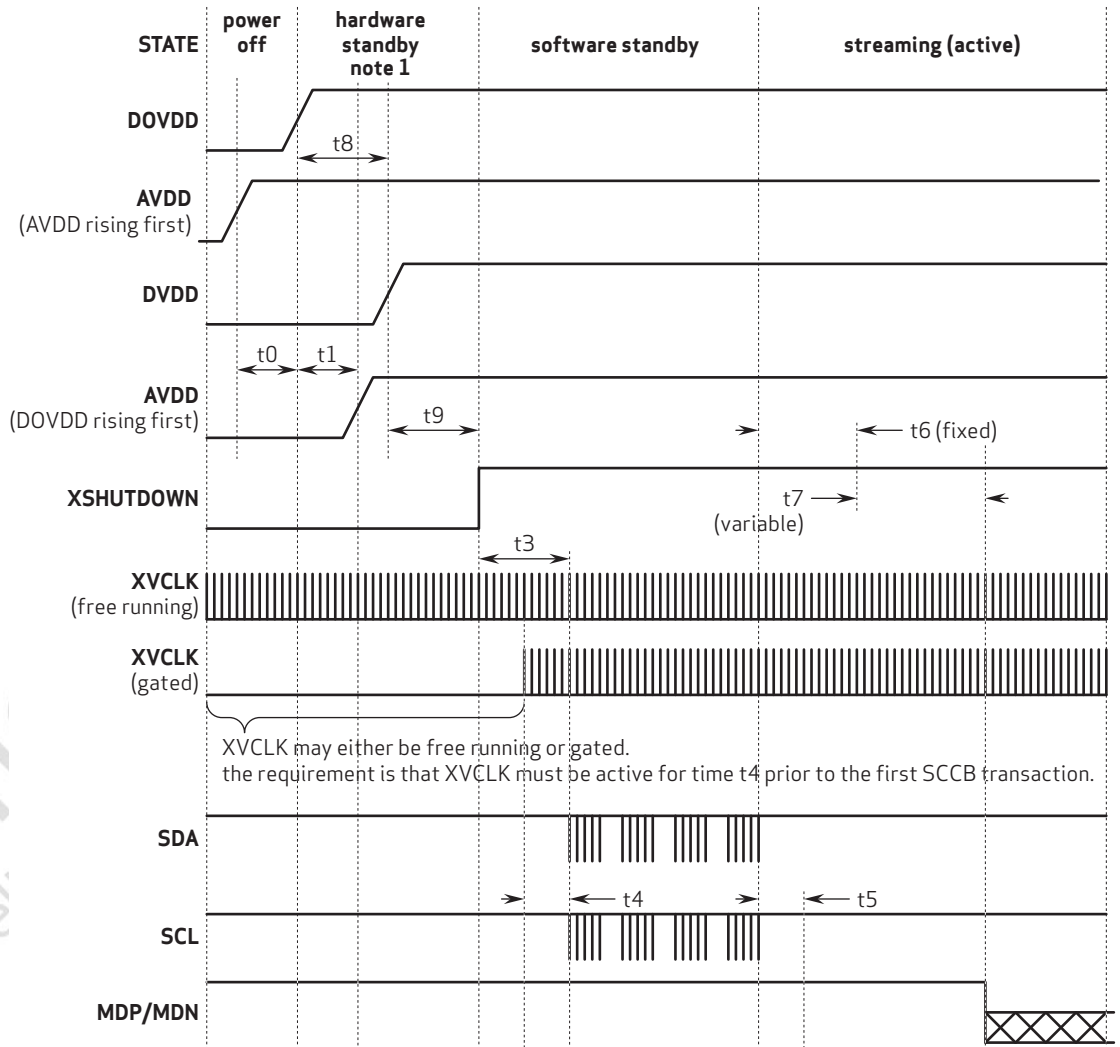 STATE
power
off
hardware
standby
note 1
software standby
streaming (active)
DOVDD
t8
AVDD
(AVDD rising first)
DVDD
t0
t1
AVDD
(DOVDD rising first)
t9
t6 (fixed)
XSHUTDOWN
t7
(variable)
t3
XVCLK
(free running)
XVCLK
(gated)
XVCLK may either be free running or gated.
the requirement is that XVCLK must be active for time t4 prior to the first SCCB transaction.
SDA
t4
t5
SCL
MDP/MDN